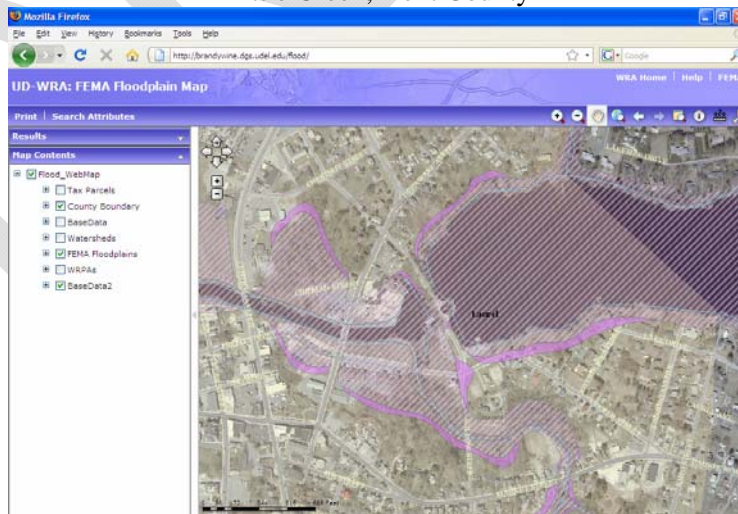 Mozilla Firefox
File Edit View History Bookmarks Tools Help
http://brandywine.dgs.udel.edu/flood/
Google
UD-WRA: FEMA Floodplain Map
WRA Home | Help | FEM
Print | Search Attributes
Results
Map Contents
Flood_WebMap
Tax Parcels
County Boundary
BaseData
Watersheds
FEMA Floodplains
WRPAs
BaseData2
Laurel